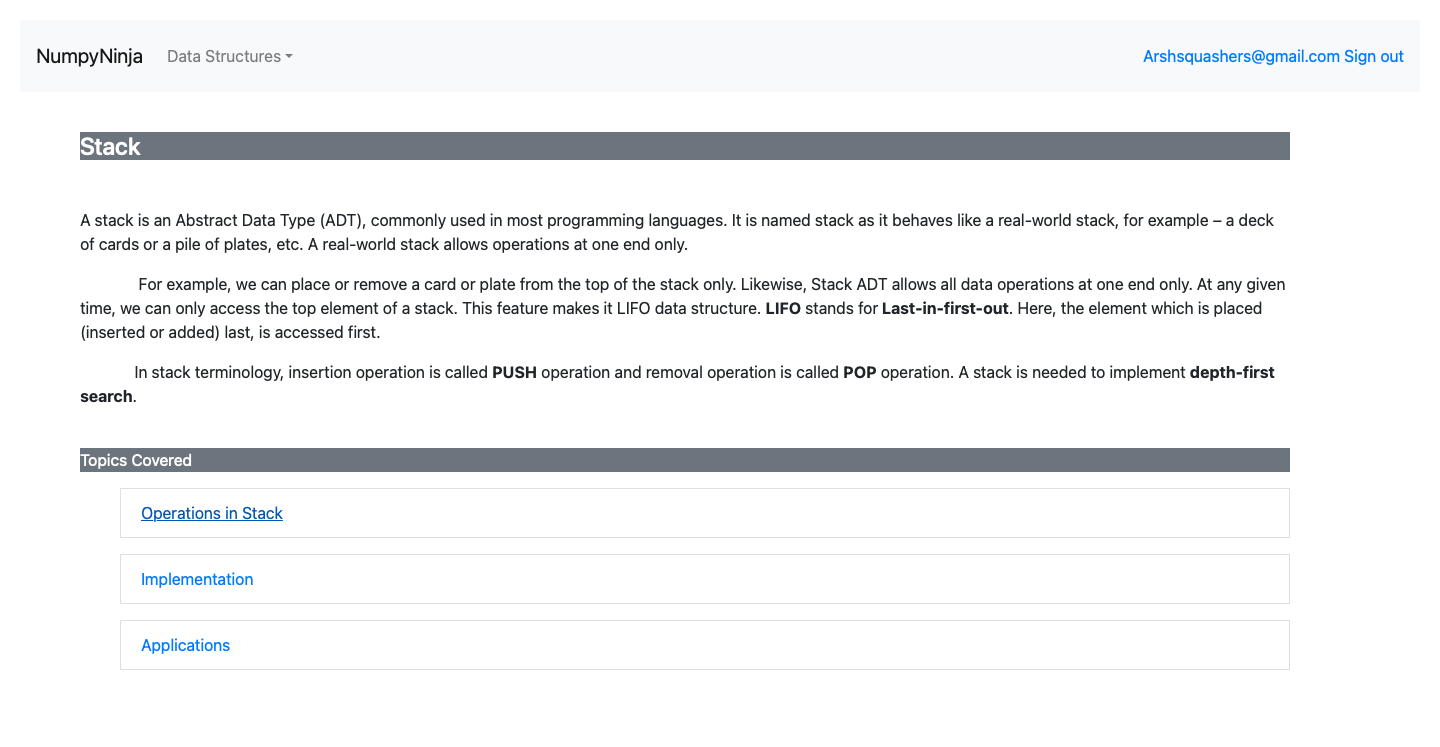 NumpyNinja Data Structures Arshsquashers@gmail.com Sign out
Stack
A stack is an Abstract Data Type (ADT), commonly used in most programming languages. It is named stack as it behaves like a real-world stack, for example – a deck
of cards or a pile of plates, etc. A real-world stack allows operations at one end only.
For example, we can place or remove a card or plate from the top of the stack only. Likewise, Stack ADT allows all data operations at one end only. At any given
time, we can only access the top element of a stack. This feature makes it LIFO data structure. LIFO stands for Last-in-first-out. Here, the element which is placed
(inserted or added) last, is accessed first.
In stack terminology, insertion operation is called PUSH operation and removal operation is called POP operation. A stack is needed to implement depth-first
search.
Topics Covered
Operations in Stack
Implementation
Applications